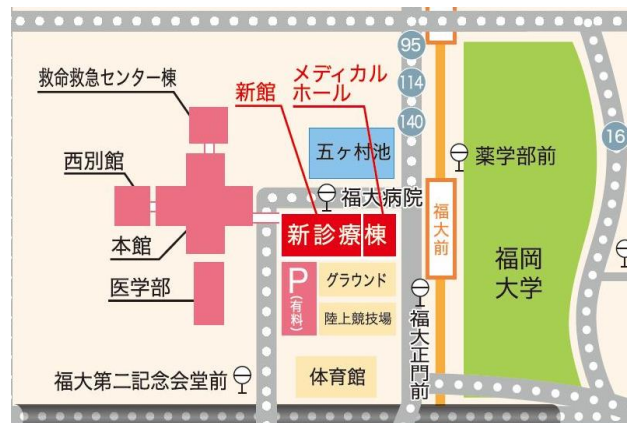 95
114
140
16
救命救急センター棟
新館
メディカル
ホール
西別館
五ヶ村池
薬学部前
福大病院
福大前
新診療棟
本館
医学部
P
(有料)
グラウンド
陸上競技場
福岡
大学
福大正門前
体育館
福大第二記念会堂前